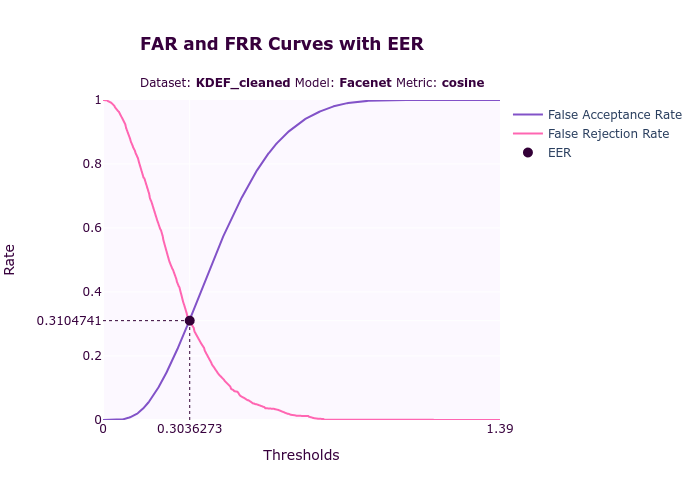 FAR and FRR Curves with EER
Dataset: KDEF_cleaned Model: Facenet Metric: cosine
False Acceptance Rate
False Rejection Rate
EER
Rate
1
0.8
0.6
0.4
0.3104741
0.2
0
0
0.3036273
1.39
Thresholds